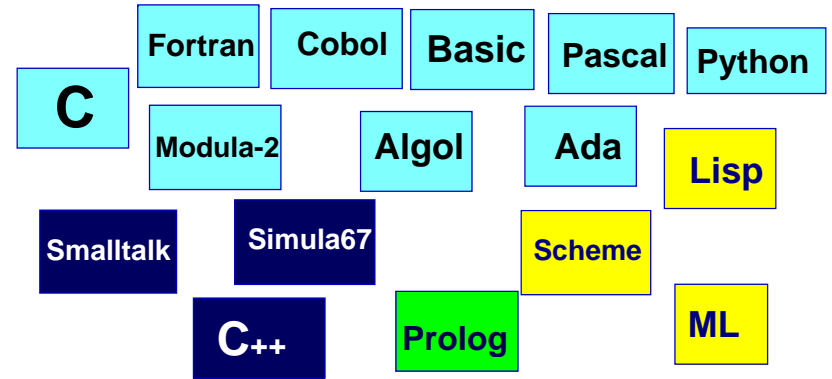 Fortran
Cobol
Basic
Pascal
Python
C
Modula-2
Algol
Ada
Lisp
Smalltalk
Simula67
Scheme
C++
Prolog
ML